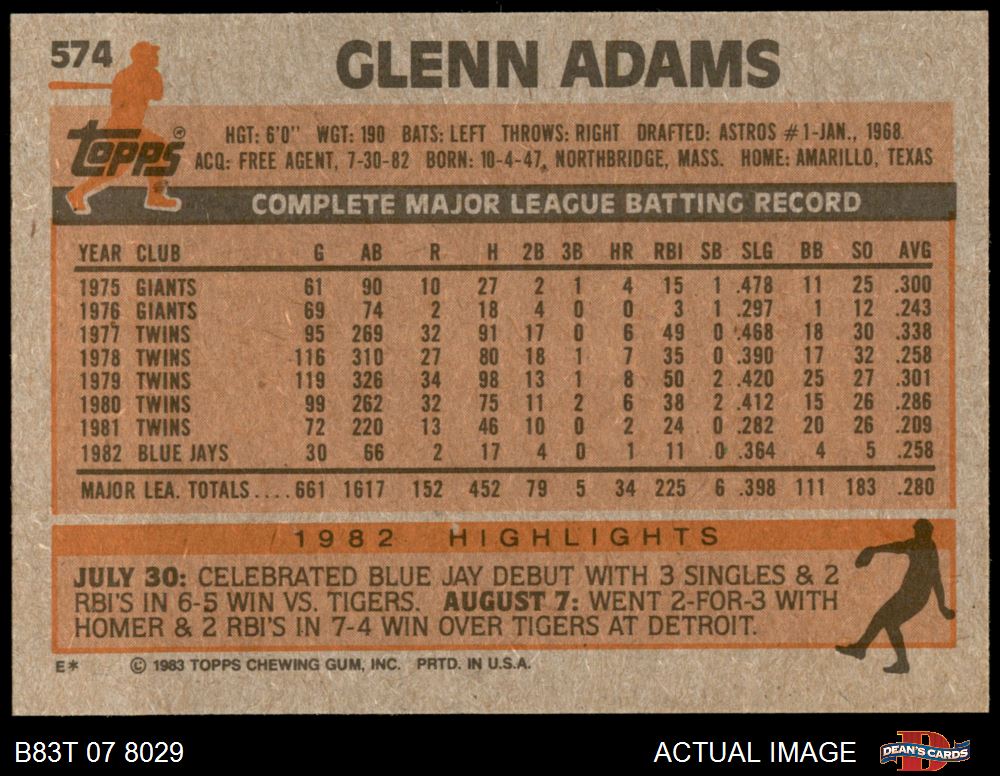 574
GLENN ADAMS
topps®
HGT: 6'0" WGT: 190 BATS: LEFT THROWS: RIGHT DRAFTED: ASTROS #1-JAN., 1968
ACQ: FREE AGENT, 7-30-82 BORN: 10-4-47, NORTHBRIDGE, MASS. HOME: AMARILLO, TEXAS
COMPLETE MAJOR LEAGUE BATTING RECORD
YEAR CLUB G AB R H 2B 3B HR RBI SB SLG BB SO AVG
1975 GIANTS 61 90 10 27 2 1 4 15 1 .478 11 25 .300
1976 GIANTS 69 74 2 18 4 0 0 3 1 .297 1 12 .243
1977 TWINS 95 269 32 91 17 0 6 49 0 .468 18 30 .338
1978 TWINS 116 310 27 80 18 1 7 35 0 .390 17 32 .258
1979 TWINS 119 326 34 98 13 1 8 50 2 .420 25 27 .301
1980 TWINS 99 262 32 75 11 2 6 38 2 .412 15 26 .286
1981 TWINS 72 220 13 46 10 0 2 24 0 .282 20 26 .209
1982 BLUE JAYS 30 66 2 17 4 0 1 11 0 .364 4 5 .258
MAJOR LEA. TOTALS....661 1617 152 452 79 5 34 225 6 .398 111 183 .280
1982 HIGHLIGHTS
JULY 30: CELEBRATED BLUE JAY DEBUT WITH 3 SINGLES & 2
RBI'S IN 6-5 WIN VS. TIGERS. AUGUST 7: WENT 2-FOR-3 WITH
HOMER & 2 RBI'S IN 7-4 WIN OVER TIGERS AT DETROIT.
E* © 1983 TOPPS CHEWING GUM, INC. PRTD. IN U.S.A.
B83T 07 8029 ACTUAL IMAGE DEAN'S CARDS